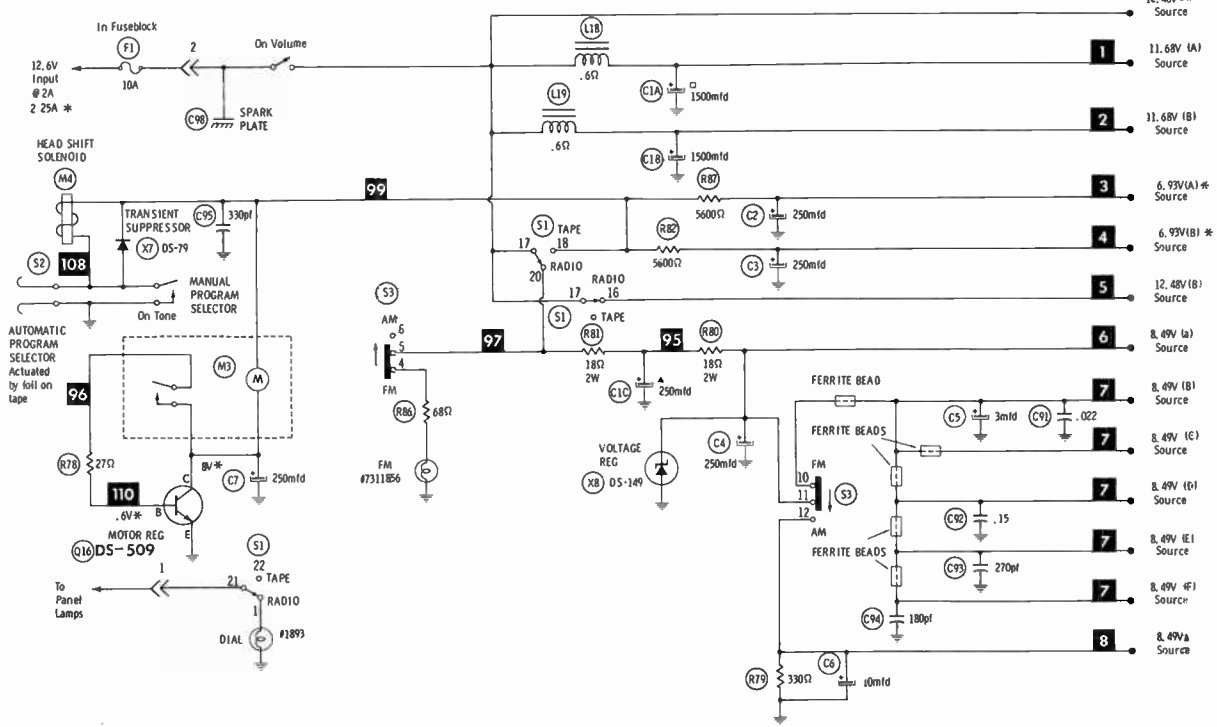 In Fuseblock
F1
2
On Volume
12.6V
Input
@ 2A
2 25A *
10A
C98
SPARK
PLATE
L18
.6Ω
C1A
1500mfd
L19
.6Ω
C1B
1500mfd
Source
1
11.68V (A)
Source
2
11.68V (B)
Source
HEAD SHIFT
SOLENOID
M4
99
R87
5600Ω
C2
250mfd
3
6.93V(A) *
Source
TRANSIENT
SUPPRESSOR
X7 DS-79
C95
330pf
S1 TAPE
17
18
RADIO
20
R82
5600Ω
C3
250mfd
4
6.93V(B) *
Source
S2
108
MANUAL
PROGRAM
SELECTOR
On Tone
RADIO
17
16
S1
TAPE
5
12.48V(B)
Source
AUTOMATIC
PROGRAM
SELECTOR
Actuated
by foil on
tape
96
M3
M
S3
AM
6
5
4
FM
97
R81
18Ω
2W
95
R80
18Ω
2W
C1C
250mfd
6
8.49V (a)
Source
R86
68Ω
FM
#7311856
VOLTAGE
REG
X8 DS-149
C4
250mfd
FERRITE BEAD
C5
3mfd
C91
.022
7
8.49V (B)
Source
FERRITE BEADS
7
Source
FM
10
11
12
AM
S3
C92
.15
7
8.49V (D)
Source
FERRITE BEADS
C93
270pf
7
8.49V (E)
Source
C94
180pf
7
8.49V (F)
Source
R78
27Ω
8V*
C7
250mfd
110
.6V*
B
C
E
MOTOR REG
Q16 DS-509
To
Panel
Lamps
1
S1
22
TAPE
21
RADIO
1
DIAL
#1893
R79
330Ω
C6
10mfd
8
8.49V
Source